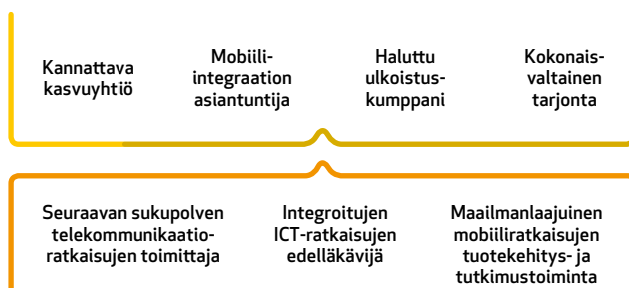 Kannattava
kasvuyhtiö
Mobiili-
integraation
asiantuntija
Haluttu
ulkoistus-
kumppani
Kokonais-
valtainen
tarjonta
Seuraavan sukupolven
telekommunikaatio-
ratkaisujen toimittaja
Integroitujen
ICT-ratkaisujen
edelläkävijä
Maailmanlaajuinen
mobiiliratkaisujen
tuotekehitys- ja
tutkimustoiminta